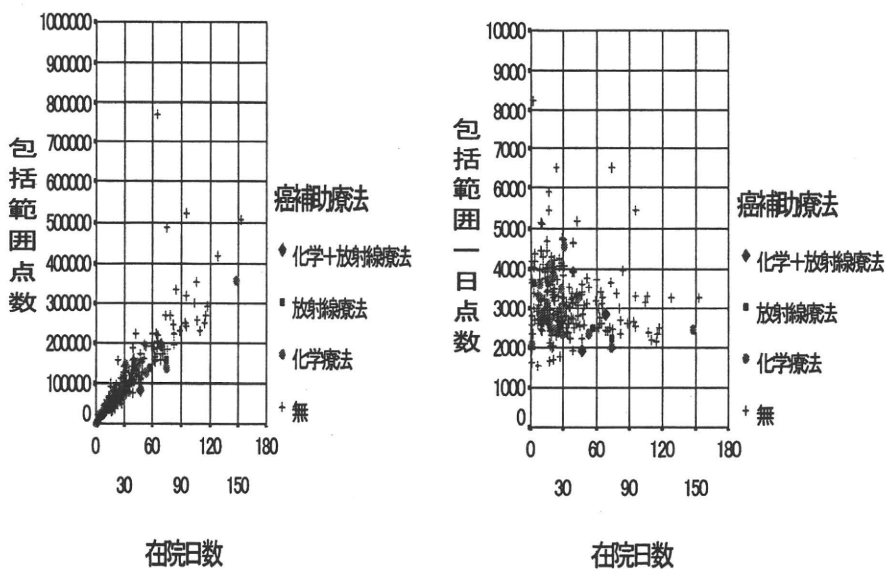 1000000
900000
800000
700000
600000
500000
400000
300000
200000
100000
0
0 60 120 180
30 90 150
包括範囲点数
在院日数
癌補助療法
化学+放射線療法
放射線療法
化学療法
無
10000
9000
8000
7000
6000
5000
4000
3000
2000
1000
0
0 60 120 180
30 90 150
包括範囲一日点数
在院日数
癌補助療法
化学+放射線療法
放射線療法
化学療法
無